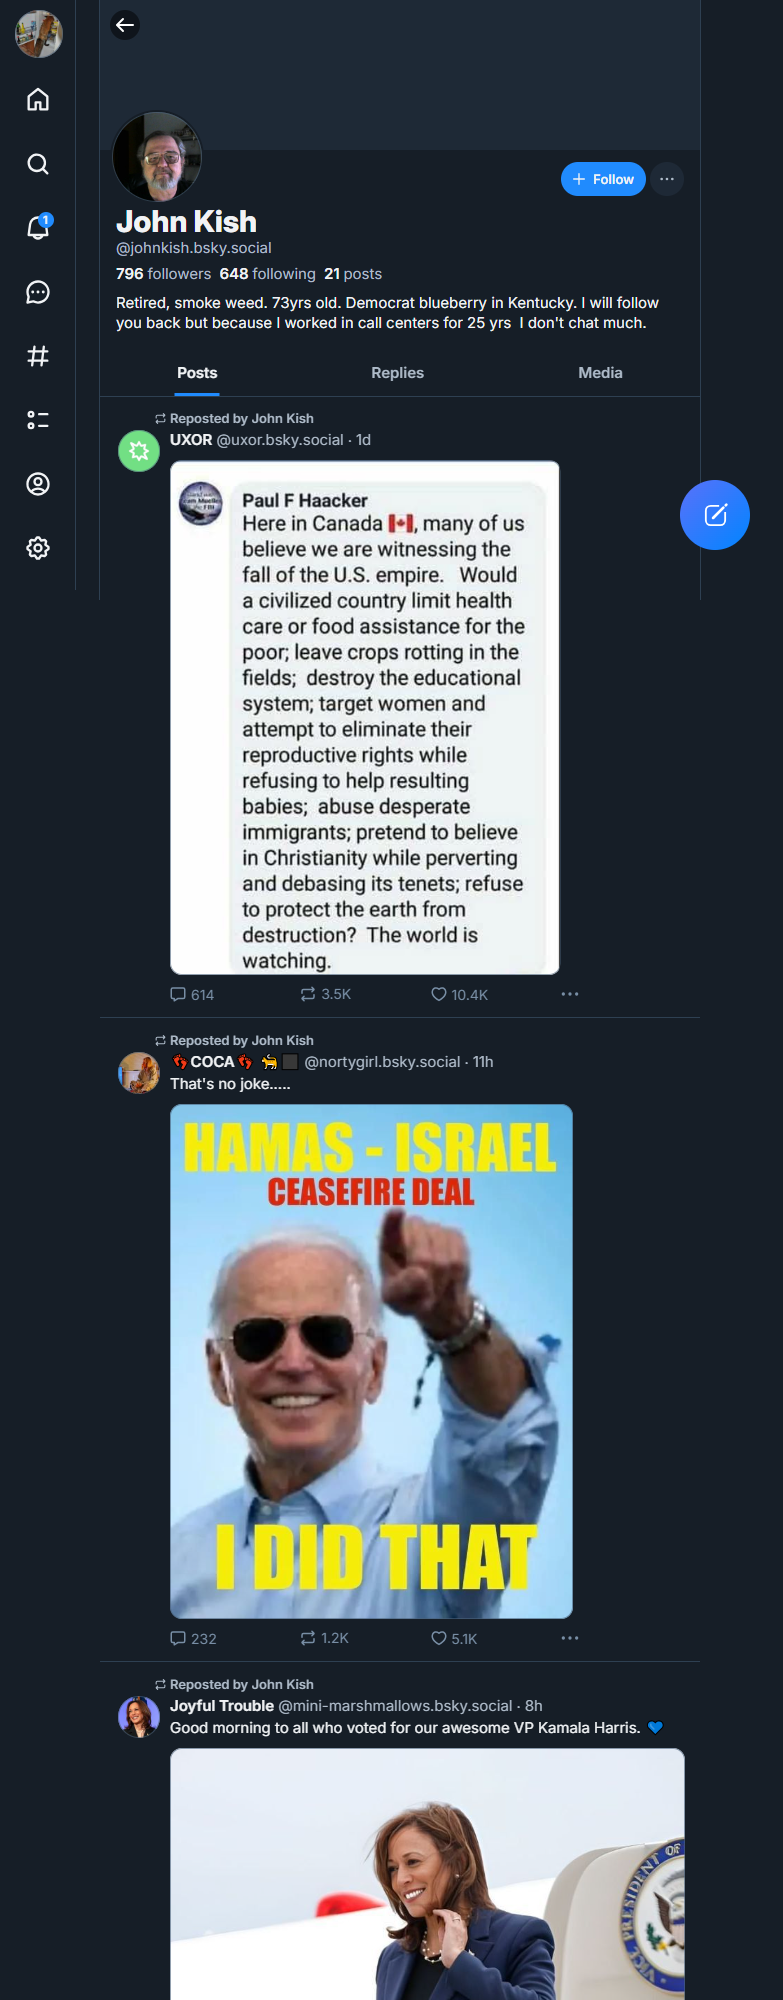 1
+ Follow
John Kish
@johnkish.bsky.social
796 followers 648 following 21 posts
Retired, smoke weed. 73yrs old. Democrat blueberry in Kentucky. I will follow
you back but because I worked in call centers for 25 yrs  I don't chat much.
Posts Replies Media
Reposted by John Kish
UXOR @uxor.bsky.social · 1d
Paul F Haacker
Here in Canada 🇨🇦, many of us
believe we are witnessing the
fall of the U.S. empire.   Would
a civilized country limit health
care or food assistance for the
poor; leave crops rotting in the
fields;  destroy the educational
system; target women and
attempt to eliminate their
reproductive rights while
refusing to help resulting
babies;  abuse desperate
immigrants; pretend to believe
in Christianity while perverting
and debasing its tenets; refuse
to protect the earth from
destruction?  The world is
watching.
614 3.5K 10.4K
Reposted by John Kish
👣COCA👣 🐈⬛ @nortygirl.bsky.social · 11h
That's no joke.....
HAMAS - ISRAEL
CEASEFIRE DEAL
I DID THAT
232 1.2K 5.1K
Reposted by John Kish
Joyful Trouble @mini-marshmallows.bsky.social · 8h
Good morning to all who voted for our awesome VP Kamala Harris. 💙
VICE PRESIDENT OF